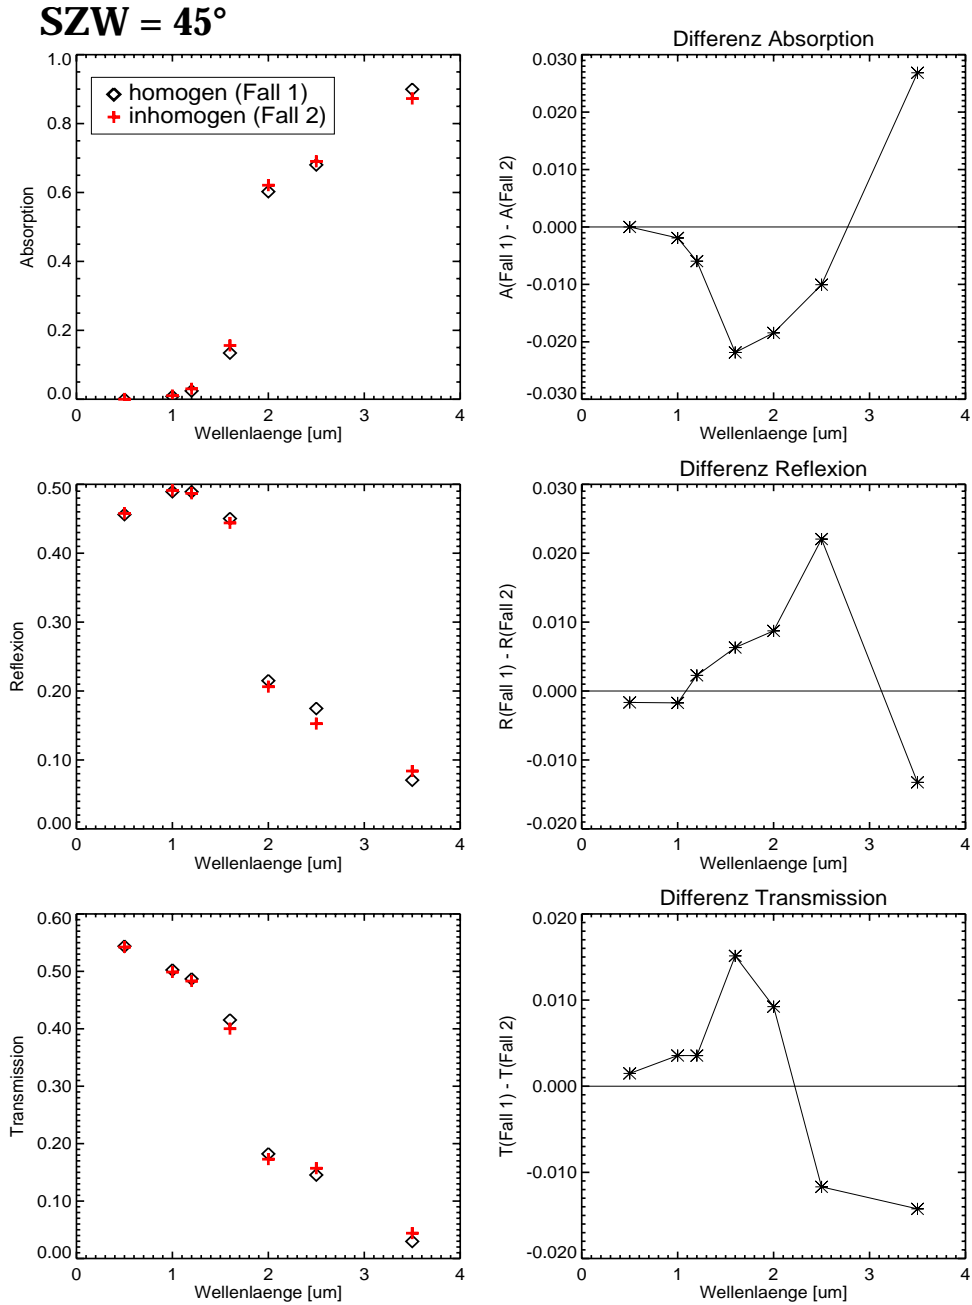 SZW = 45°
1.0
0.8
0.6
0.4
0.2
0.0
Absorption
homogen (Fall 1)
inhomogen (Fall 2)
0 1 2 3 4
Wellenlaenge [um]
Differenz Absorption
0.030
0.020
0.010
0.000
-0.010
-0.020
-0.030
A(Fall 1) - A(Fall 2)
0 1 2 3 4
Wellenlaenge [um]
0.50
0.40
0.30
0.20
0.10
0.00
Reflexion
0 1 2 3 4
Wellenlaenge [um]
Differenz Reflexion
0.030
0.020
0.010
0.000
-0.010
-0.020
R(Fall 1) - R(Fall 2)
0 1 2 3 4
Wellenlaenge [um]
0.60
0.50
0.40
0.30
0.20
0.10
0.00
Transmission
0 1 2 3 4
Wellenlaenge [um]
Differenz Transmission
0.020
0.010
0.000
-0.010
-0.020
T(Fall 1) - T(Fall 2)
0 1 2 3 4
Wellenlaenge [um]